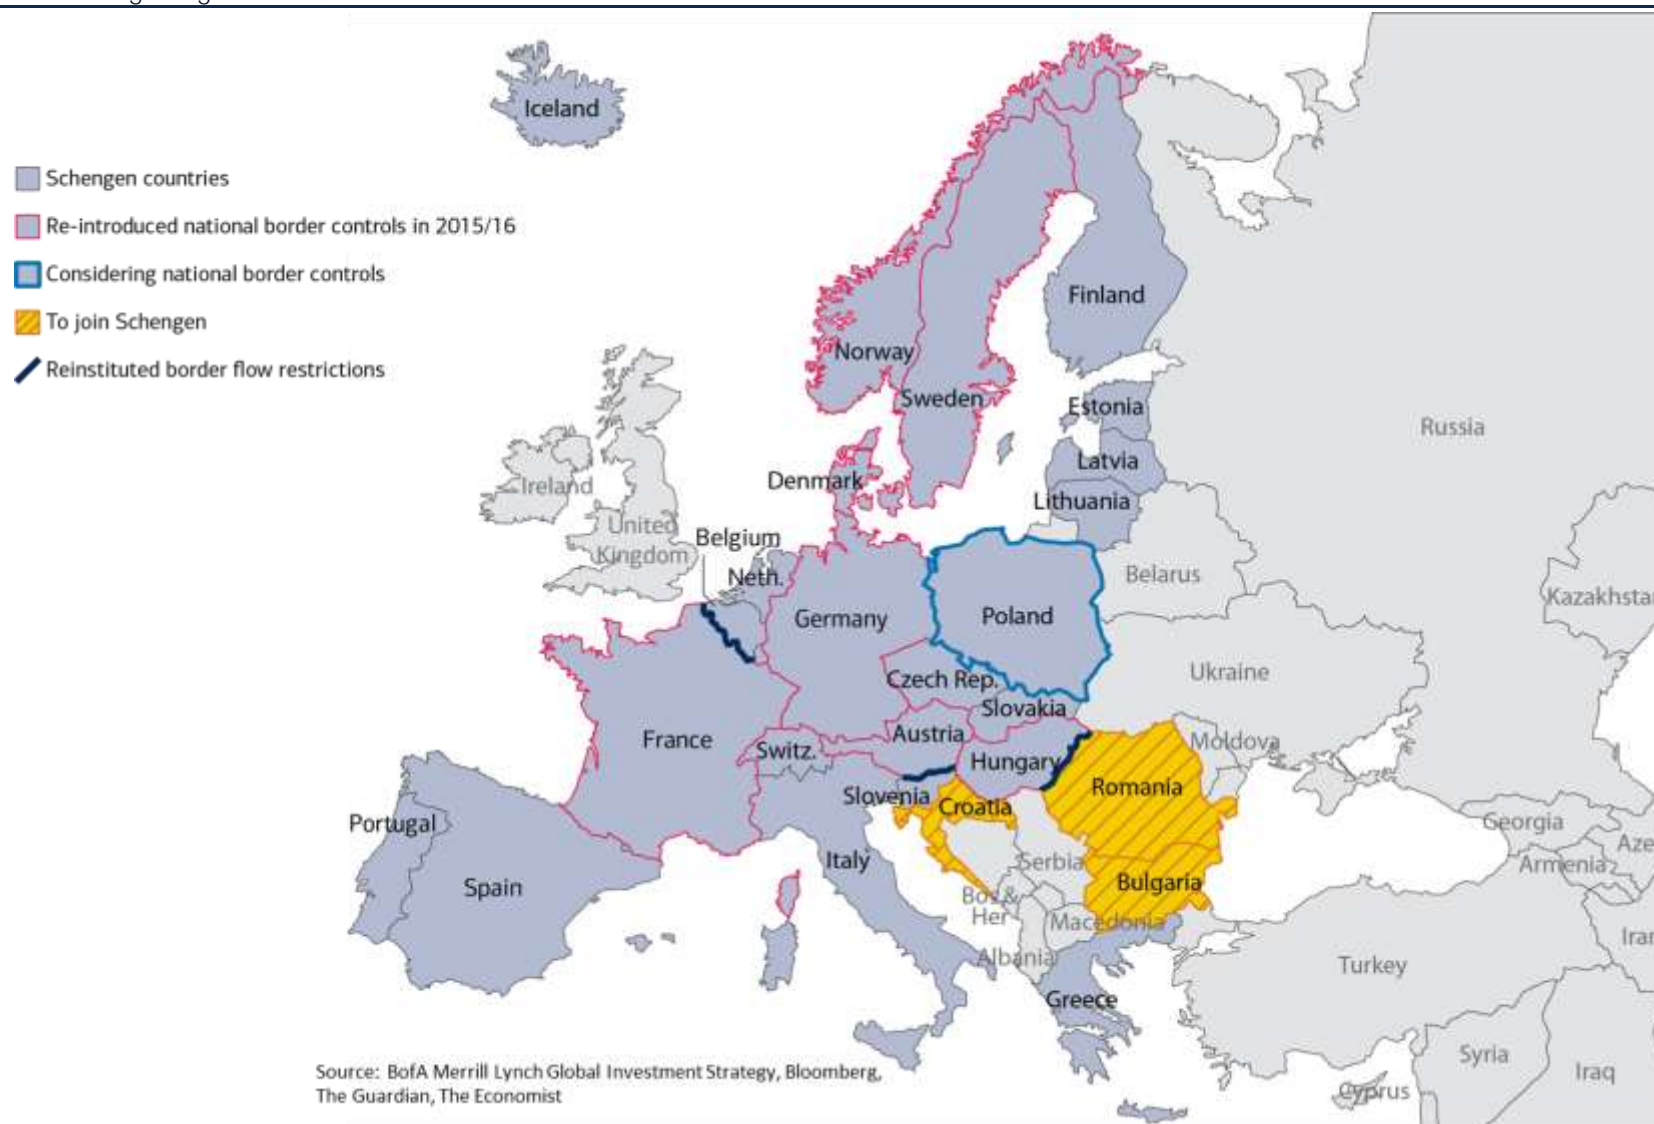 Iceland
Schengen countries
Re-introduced national border controls in 2015/16
Considering national border controls
To join Schengen
Reinstituted border flow restrictions
Finland
Norway
Sweden
Estonia
Russia
Latvia
Denmark
Ireland
Lithuania
United
Kingdom
Belgium
Neth.
Belarus
Kazakhsta
Germany
Poland
Ukraine
Czech Rep.
Slovakia
France
Austria
Switz.
Hungary
Moldova
Romania
Slovenia
Croatia
Portugal
Georgia
Aze
Italy
Serbia
Armenia
Spain
Bulgaria
Bos&
Her
Macedonia
Albania
Iran
Turkey
Greece
Syria
Iraq
Cyprus
Source: BofA Merrill Lynch Global Investment Strategy, Bloomberg,
The Guardian, The Economist